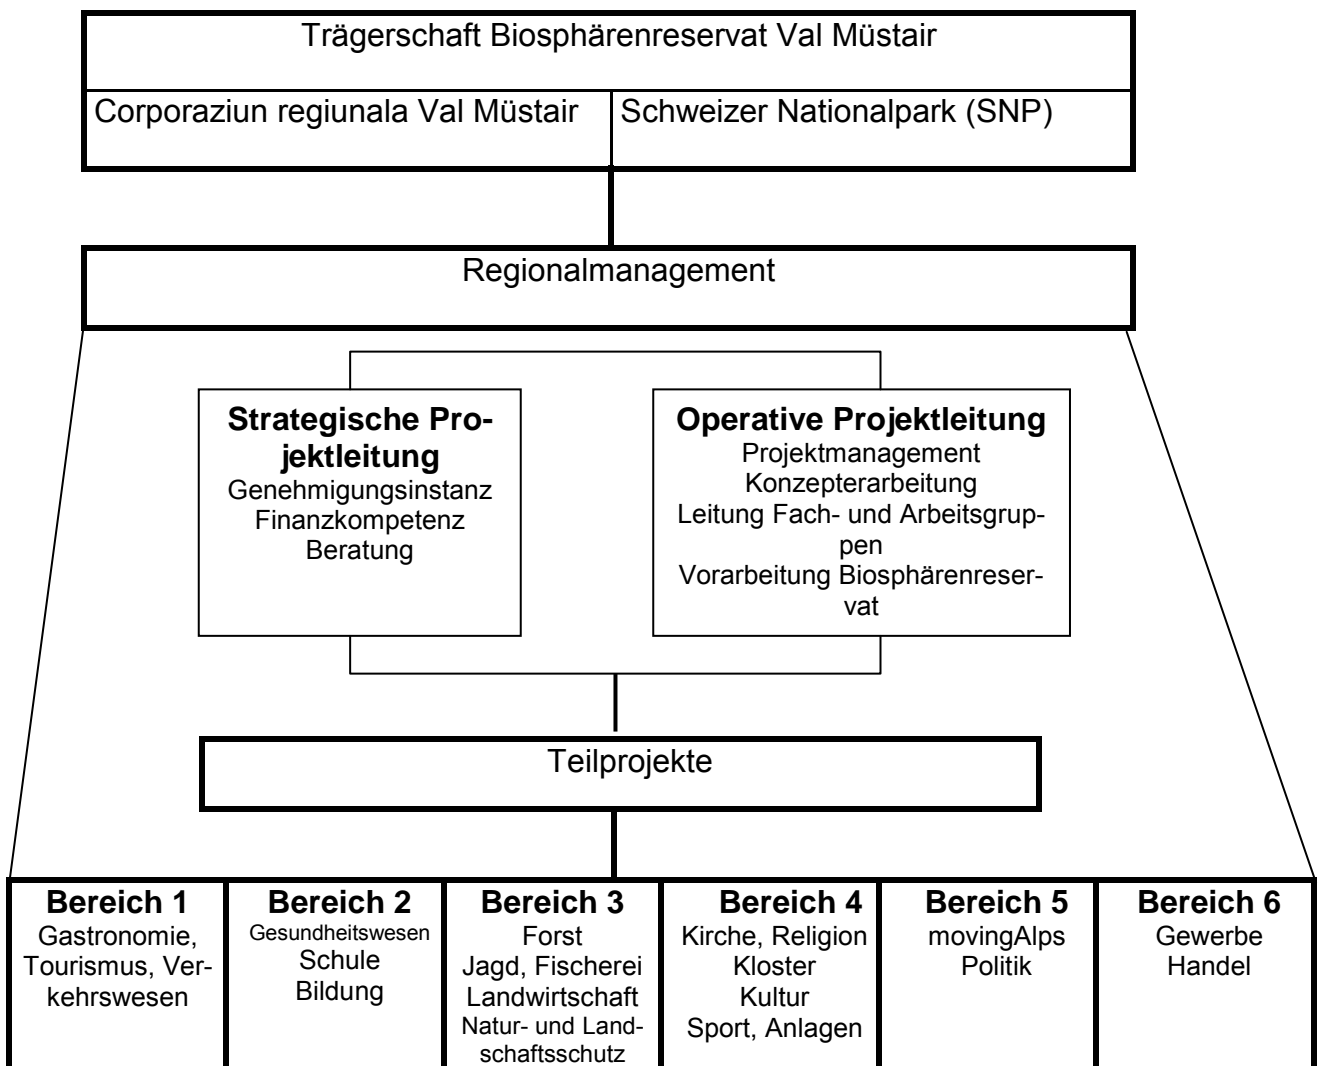 Trägerschaft Biosphärenreservat Val Müstair
Corporaziun regiunala Val Müstair
Schweizer Nationalpark (SNP)
Regionalmanagement
Strategische Pro-
jektleitung
Genehmigungsinstanz
Finanzkompetenz
Beratung
Operative Projektleitung
Projektmanagement
Konzepterarbeitung
Leitung Fach- und Arbeitsgrup-
pen
Vorarbeitung Biosphärenreser-
vat
Teilprojekte
Bereich 1
Gastronomie,
Tourismus, Ver-
kehrswesen
Bereich 2
Gesundheitswesen
Schule
Bildung
Bereich 3
Forst
Jagd, Fischerei
Landwirtschaft
Natur- und Land-
schaftsschutz
Bereich 4
Kirche, Religion
Kloster
Kultur
Sport, Anlagen
Bereich 5
movingAlps
Politik
Bereich 6
Gewerbe
Handel